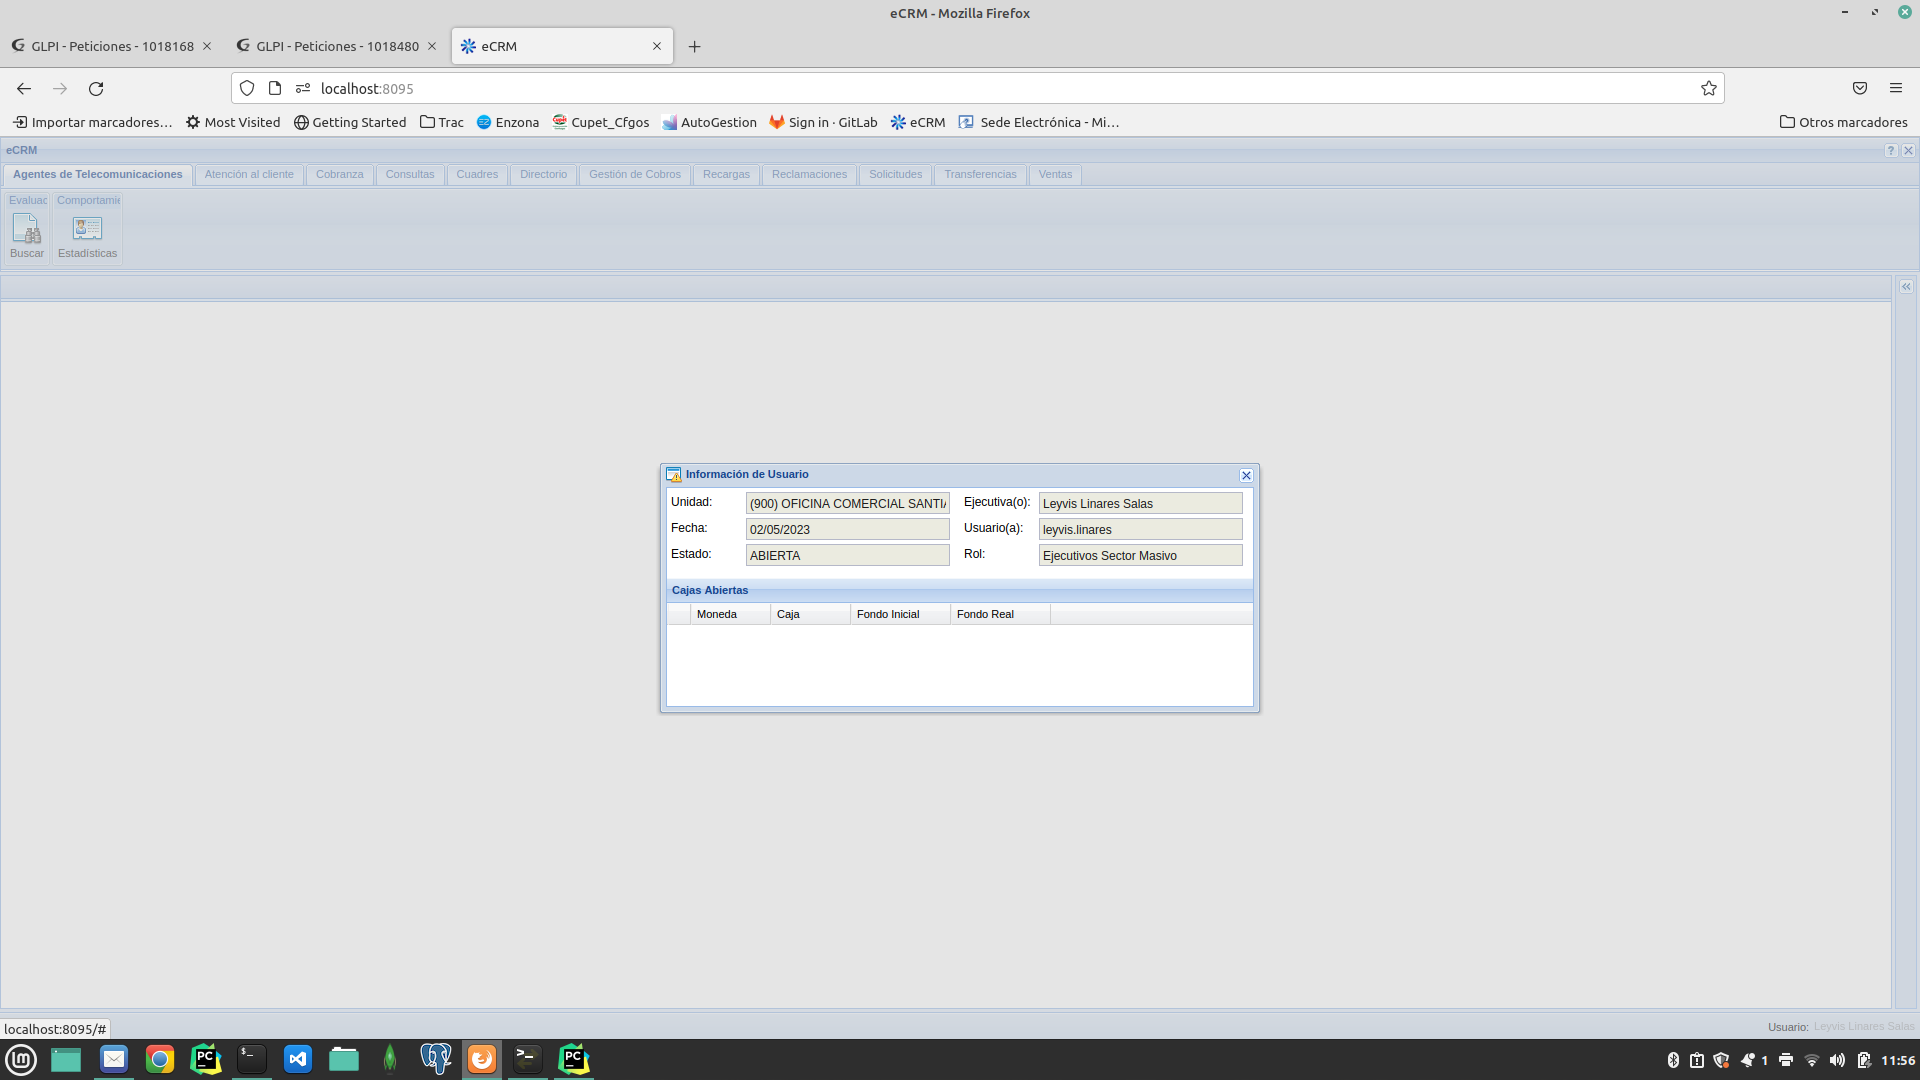 eCRM - Mozilla Firefox
GLPI - Peticiones - 1018168
GLPI - Peticiones - 1018480
eCRM
localhost:8095
Importar marcadores…
Most Visited
Getting Started
Trac
Enzona
Cupet_Cfgos
AutoGestion
Sign in · GitLab
eCRM
Sede Electrónica - Mi…
Otros marcadores
eCRM
Agentes de Telecomunicaciones
Atención al cliente
Cobranza
Consultas
Cuadres
Directorio
Gestión de Cobros
Recargas
Reclamaciones
Solicitudes
Transferencias
Ventas
Evaluac
Comportamie
Buscar
Estadísticas
Información de Usuario
Unidad:
(900) OFICINA COMERCIAL SANTIA
Ejecutiva(o):
Leyvis Linares Salas
Fecha:
02/05/2023
Usuario(a):
leyvis.linares
Estado:
ABIERTA
Rol:
Ejecutivos Sector Masivo
Cajas Abiertas
Moneda
Caja
Fondo Inicial
Fondo Real
localhost:8095/#
Usuario:
Leyvis Linares Salas
1
11:56